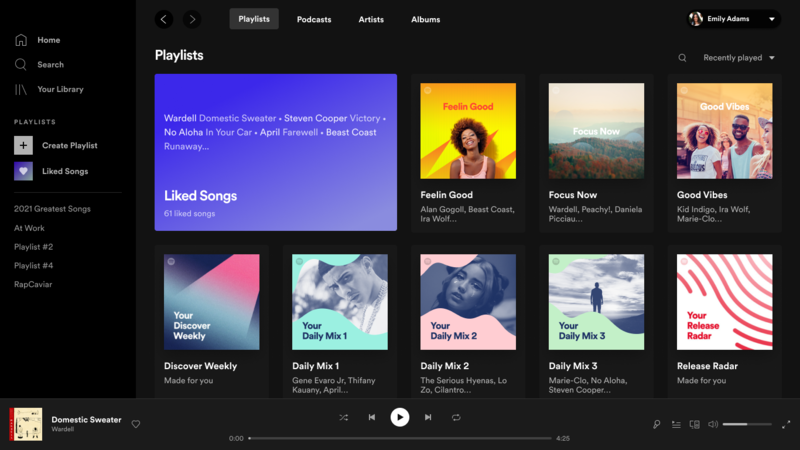 Playlists
Podcasts
Artists
Albums
Emily Adams
Home
Search
Your Library
PLAYLISTS
Create Playlist
Liked Songs
2021 Greatest Songs
At Work
Playlist #2
Playlist #4
RapCaviar
Playlists
Recently played
Wardell Domestic Sweater • Steven Cooper Victory •
No Aloha In Your Car • April Farewell • Beast Coast
Runaway...
Liked Songs
61 liked songs
Feelin Good
Feelin Good
Alan Gogoll, Beast Coast,
Ira Wolf...
Focus Now
Focus Now
Wardell, Peachy!, Daniela
Picciau...
Good Vibes
Good Vibes
Kid Indigo, Ira Wolf,
Marie-Clo...
Your
Discover
Weekly
Discover Weekly
Made for you
Your
Daily Mix 1
Daily Mix 1
Gene Evaro Jr, Thifany
Kauany, April...
Your
Daily Mix 2
Daily Mix 2
The Serious Hyenas, Lo
Zo, Cilantro...
Your
Daily Mix 3
Daily Mix 3
Marie-Clo, No Aloha,
Steven Cooper...
Your
Release
Radar
Release Radar
Made for you
Domestic Sweater
Wardell
0:00
4:25